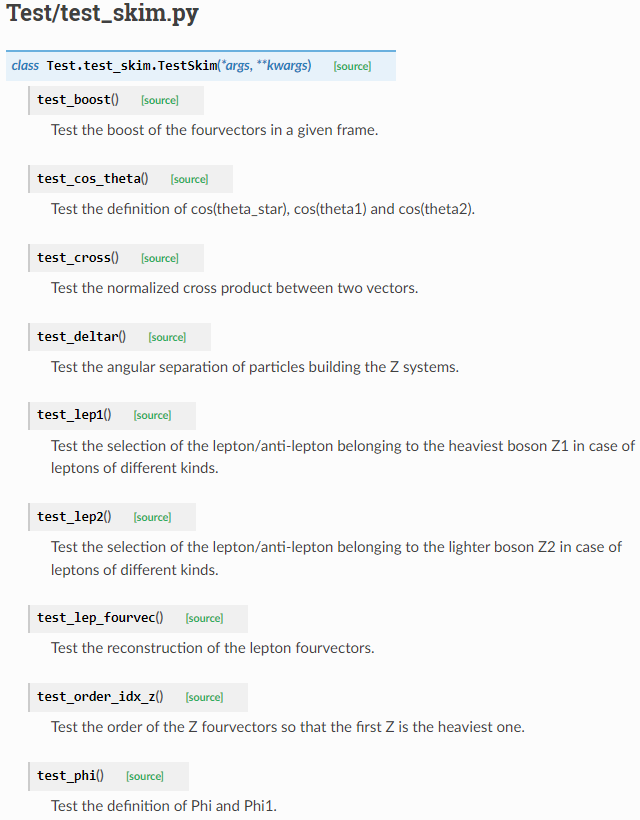 Test/test_skim.py
class Test.test_skim.TestSkim(*args, **kwargs) [source]
test_boost() [source]
Test the boost of the fourvectors in a given frame.
test_cos_theta() [source]
Test the definition of cos(theta_star), cos(theta1) and cos(theta2).
test_cross() [source]
Test the normalized cross product between two vectors.
test_deltar() [source]
Test the angular separation of particles building the Z systems.
test_lep1() [source]
Test the selection of the lepton/anti-lepton belonging to the heaviest boson Z1 in case of
leptons of different kinds.
test_lep2() [source]
Test the selection of the lepton/anti-lepton belonging to the lighter boson Z2 in case of
leptons of different kinds.
test_lep_fourvec() [source]
Test the reconstruction of the lepton fourvectors.
test_order_idx_z() [source]
Test the order of the Z fourvectors so that the first Z is the heaviest one.
test_phi() [source]
Test the definition of Phi and Phi1.